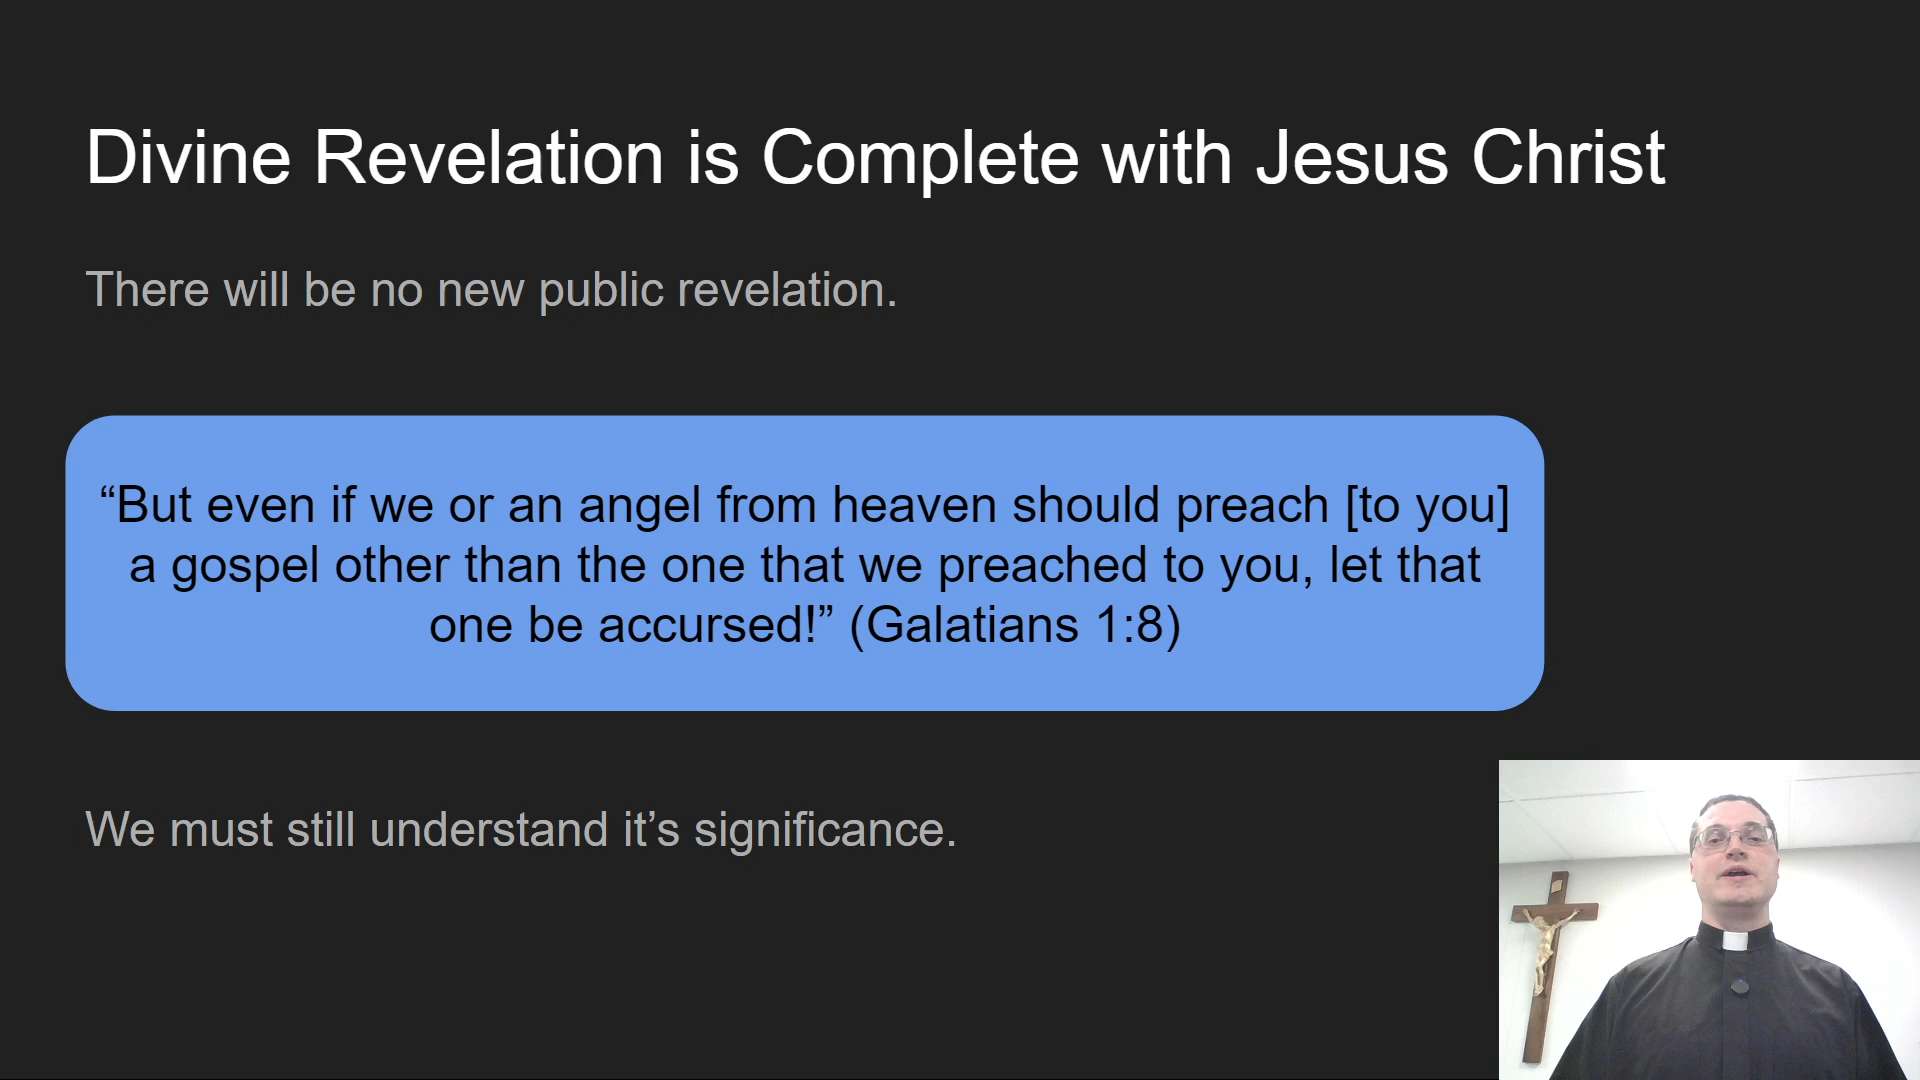 Divine Revelation is Complete with Jesus Christ
There will be no new public revelation.
“But even if we or an angel from heaven should preach [to you]
a gospel other than the one that we preached to you, let that
one be accursed!” (Galatians 1:8)
We must still understand it’s significance.